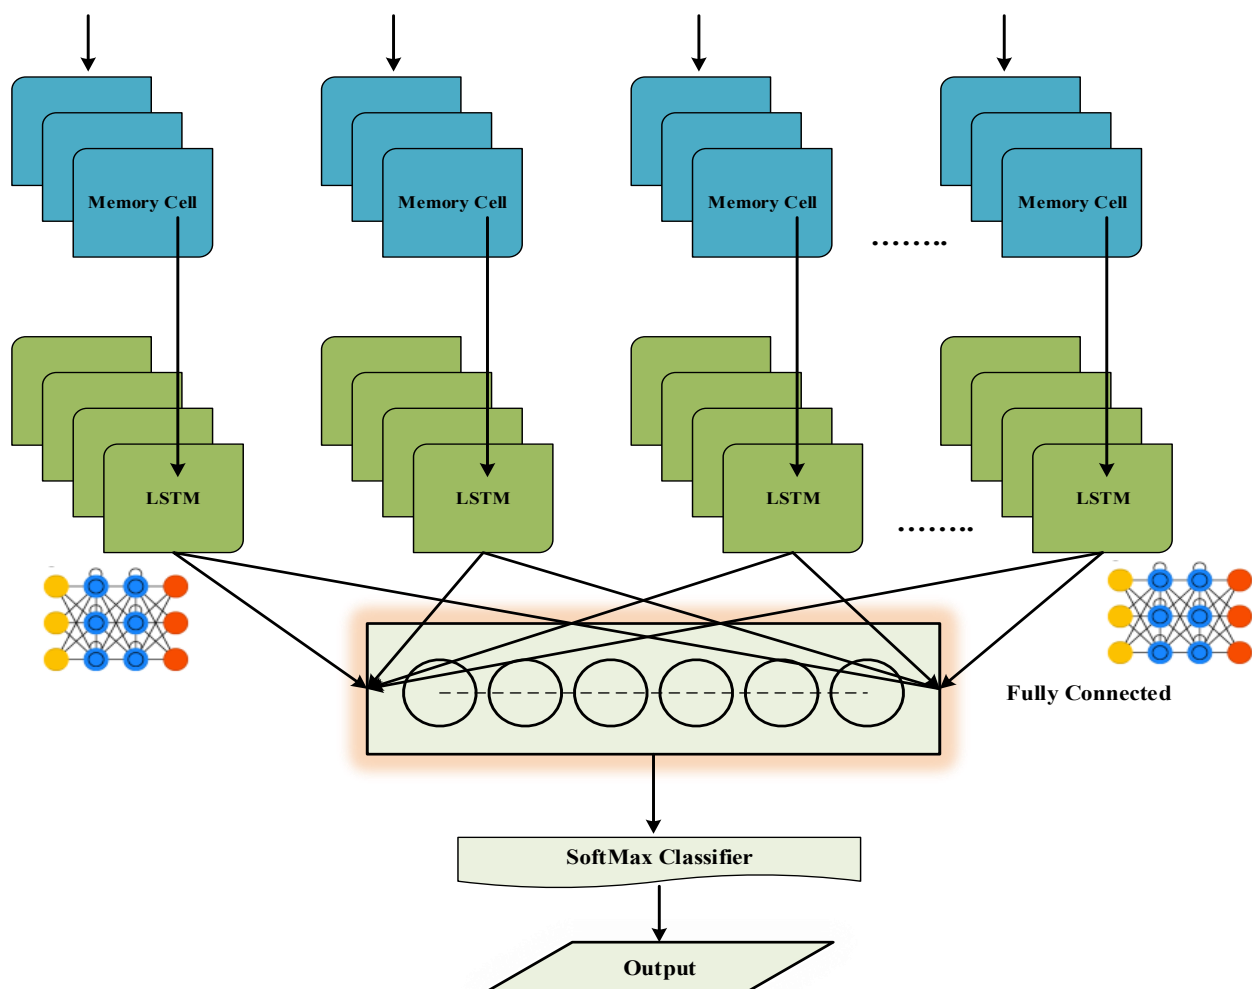 Memory Cell
Memory Cell
Memory Cell
Memory Cell
........
LSTM
LSTM
LSTM
LSTM
........
Fully Connected
SoftMax Classifier
Output